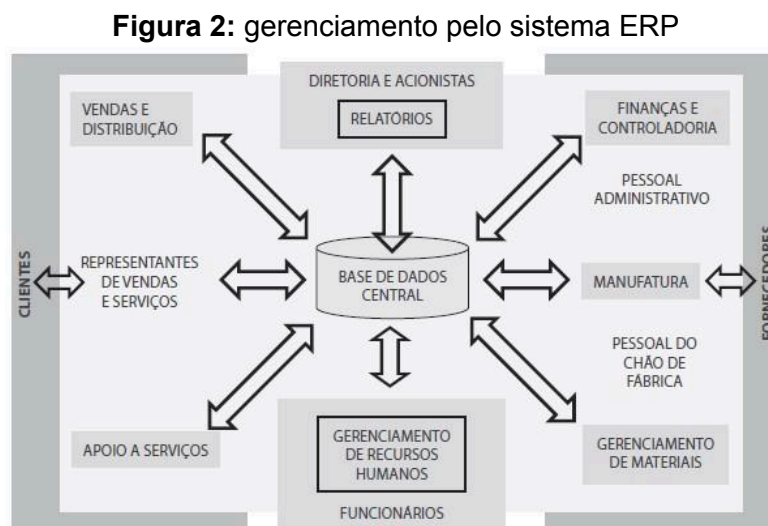 Figura 2: gerenciamento pelo sistema ERP
DIRETORIA E ACIONISTAS
RELATÓRIOS
VENDAS E
DISTRIBUIÇÃO
FINANÇAS E
CONTROLADORIA
PESSOAL
ADMINISTRATIVO
CLIENTES
REPRESENTANTES
DE VENDAS
E SERVIÇOS
BASE DE DADOS
CENTRAL
MANUFATURA
FORNECEDORES
PESSOAL DO
CHÃO DE
FÁBRICA
APOIO A SERVIÇOS
GERENCIAMENTO
DE RECURSOS
HUMANOS
FUNCIONÁRIOS
GERENCIAMENTO
DE MATERIAIS